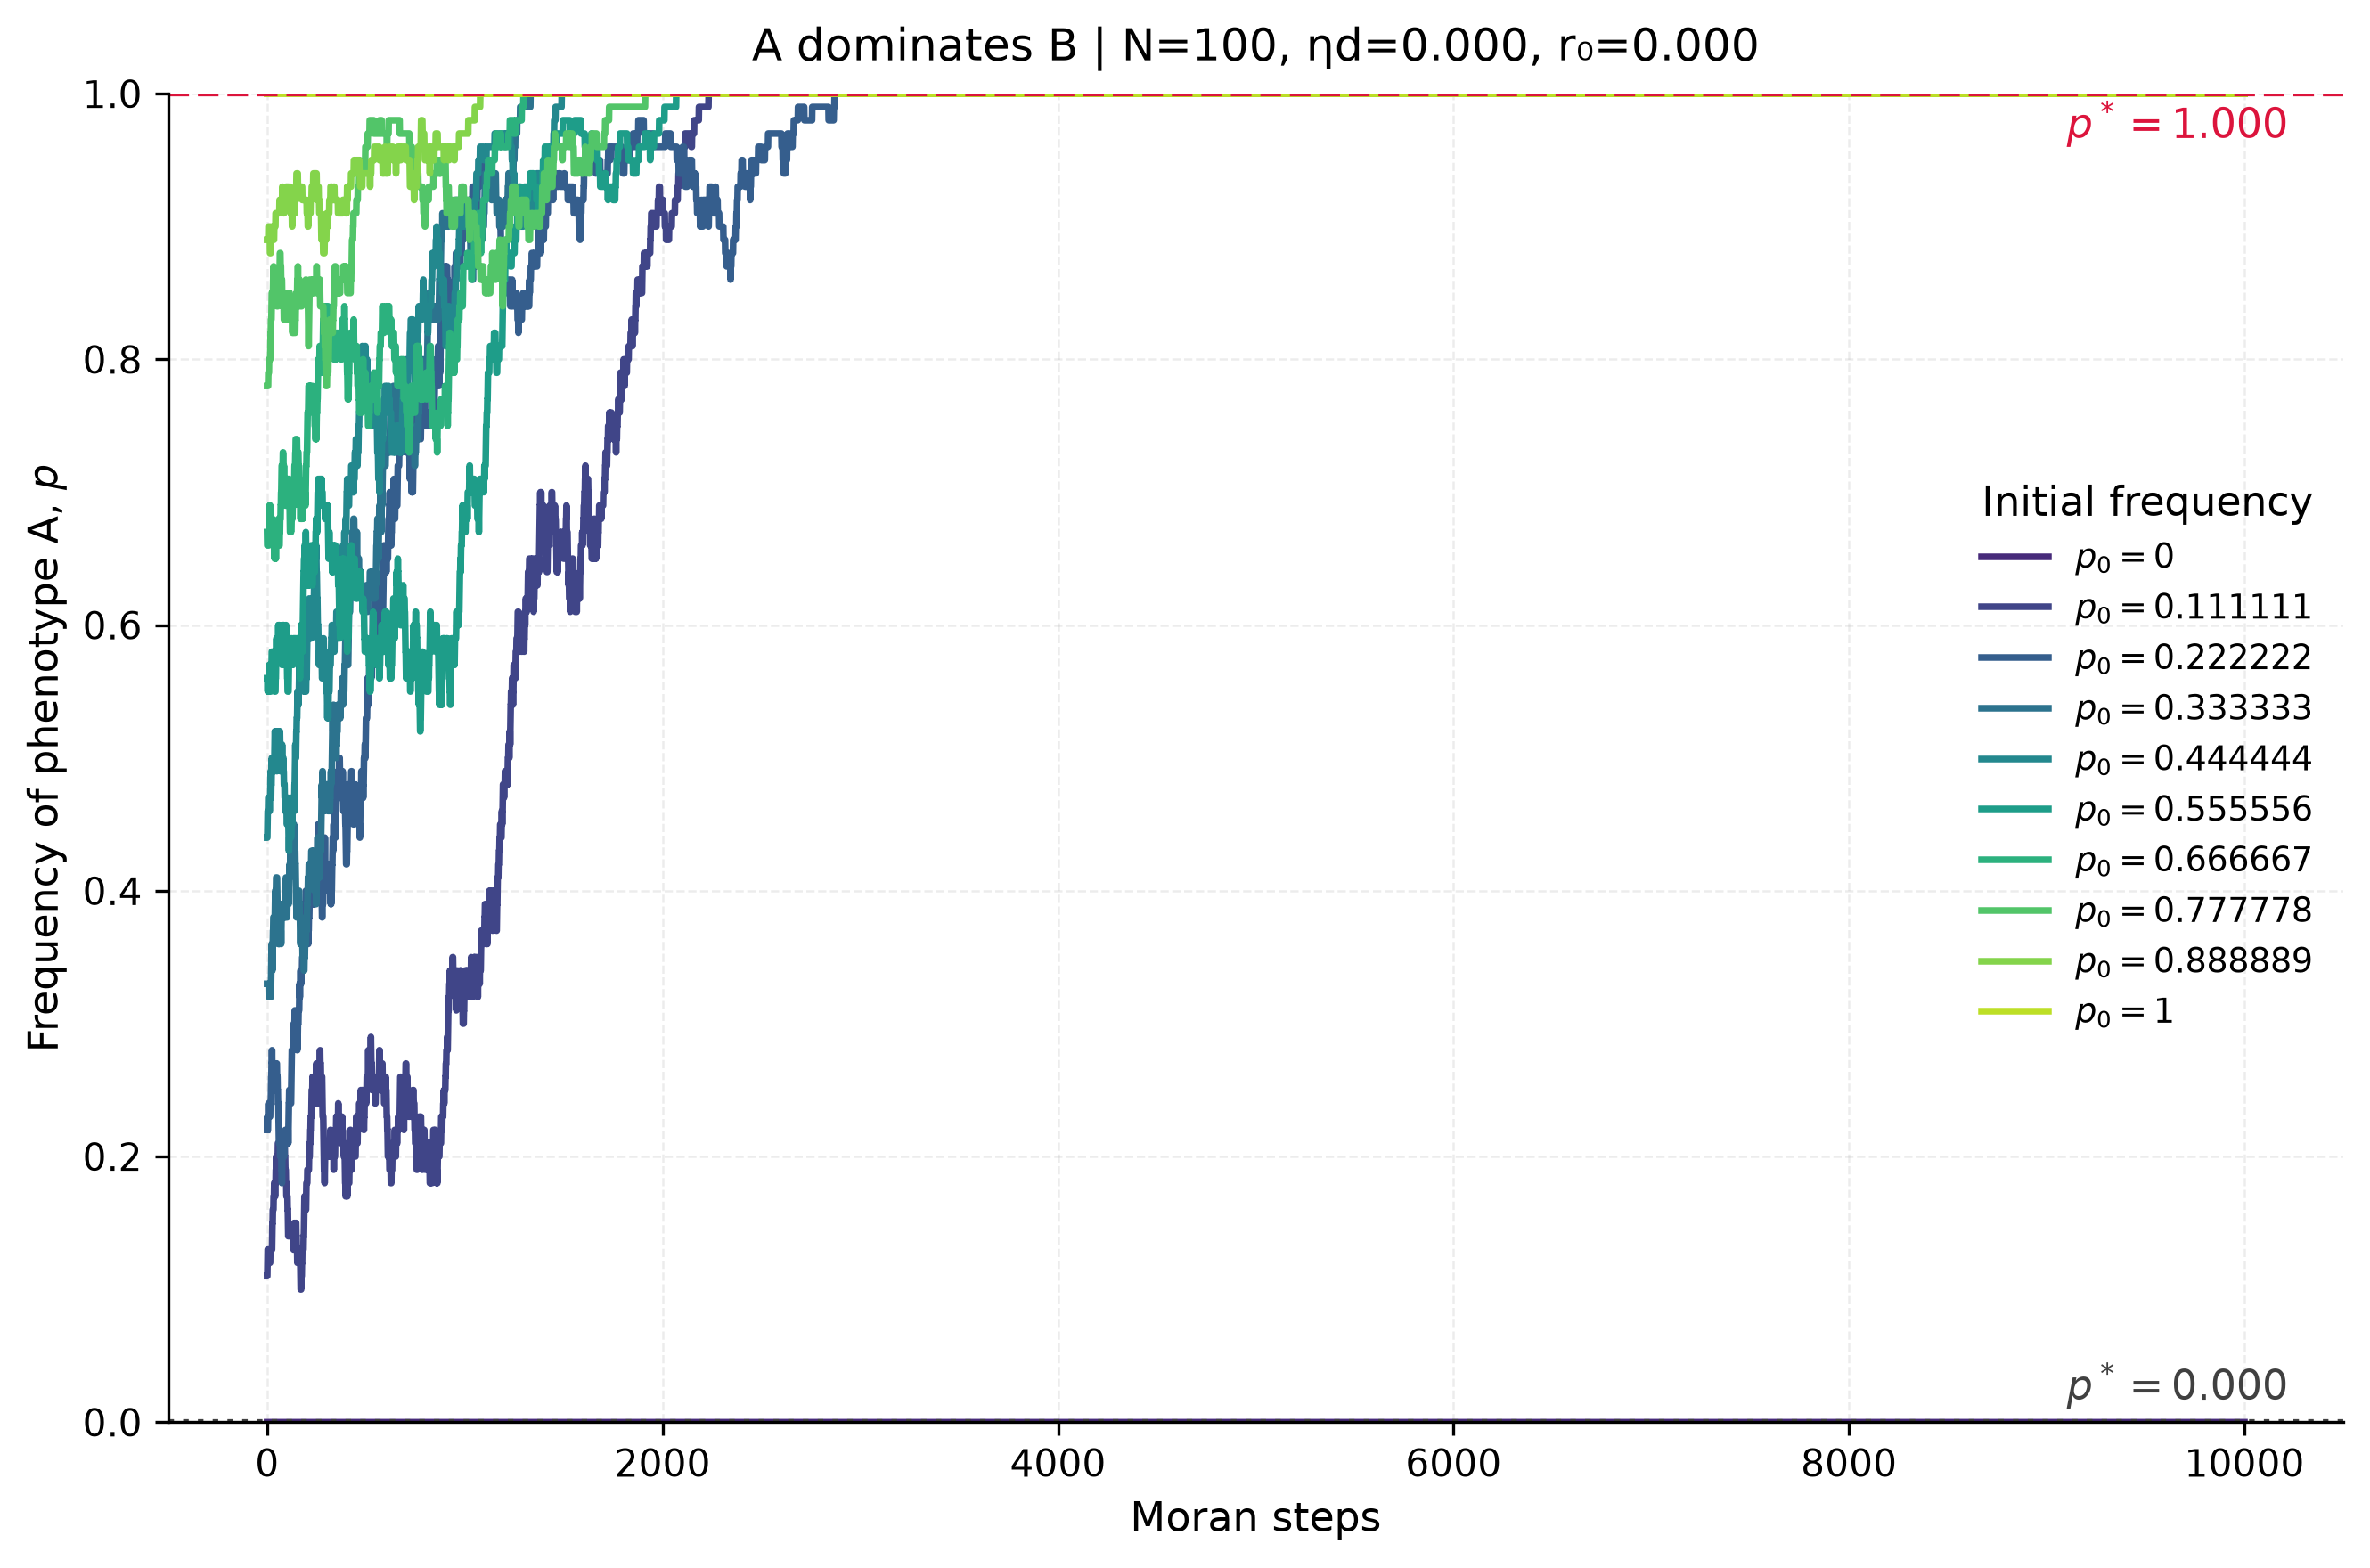 A dominates B | N=100, ηd=0.000, r₀=0.000
1.0
0.8
0.6
0.4
0.2
0.0
Frequency of phenotype A, p
p* = 1.000
Initial frequency
p₀ = 0
p₀ = 0.111111
p₀ = 0.222222
p₀ = 0.333333
p₀ = 0.444444
p₀ = 0.555556
p₀ = 0.666667
p₀ = 0.777778
p₀ = 0.888889
p₀ = 1
p* = 0.000
0 2000 4000 6000 8000 10000
Moran steps